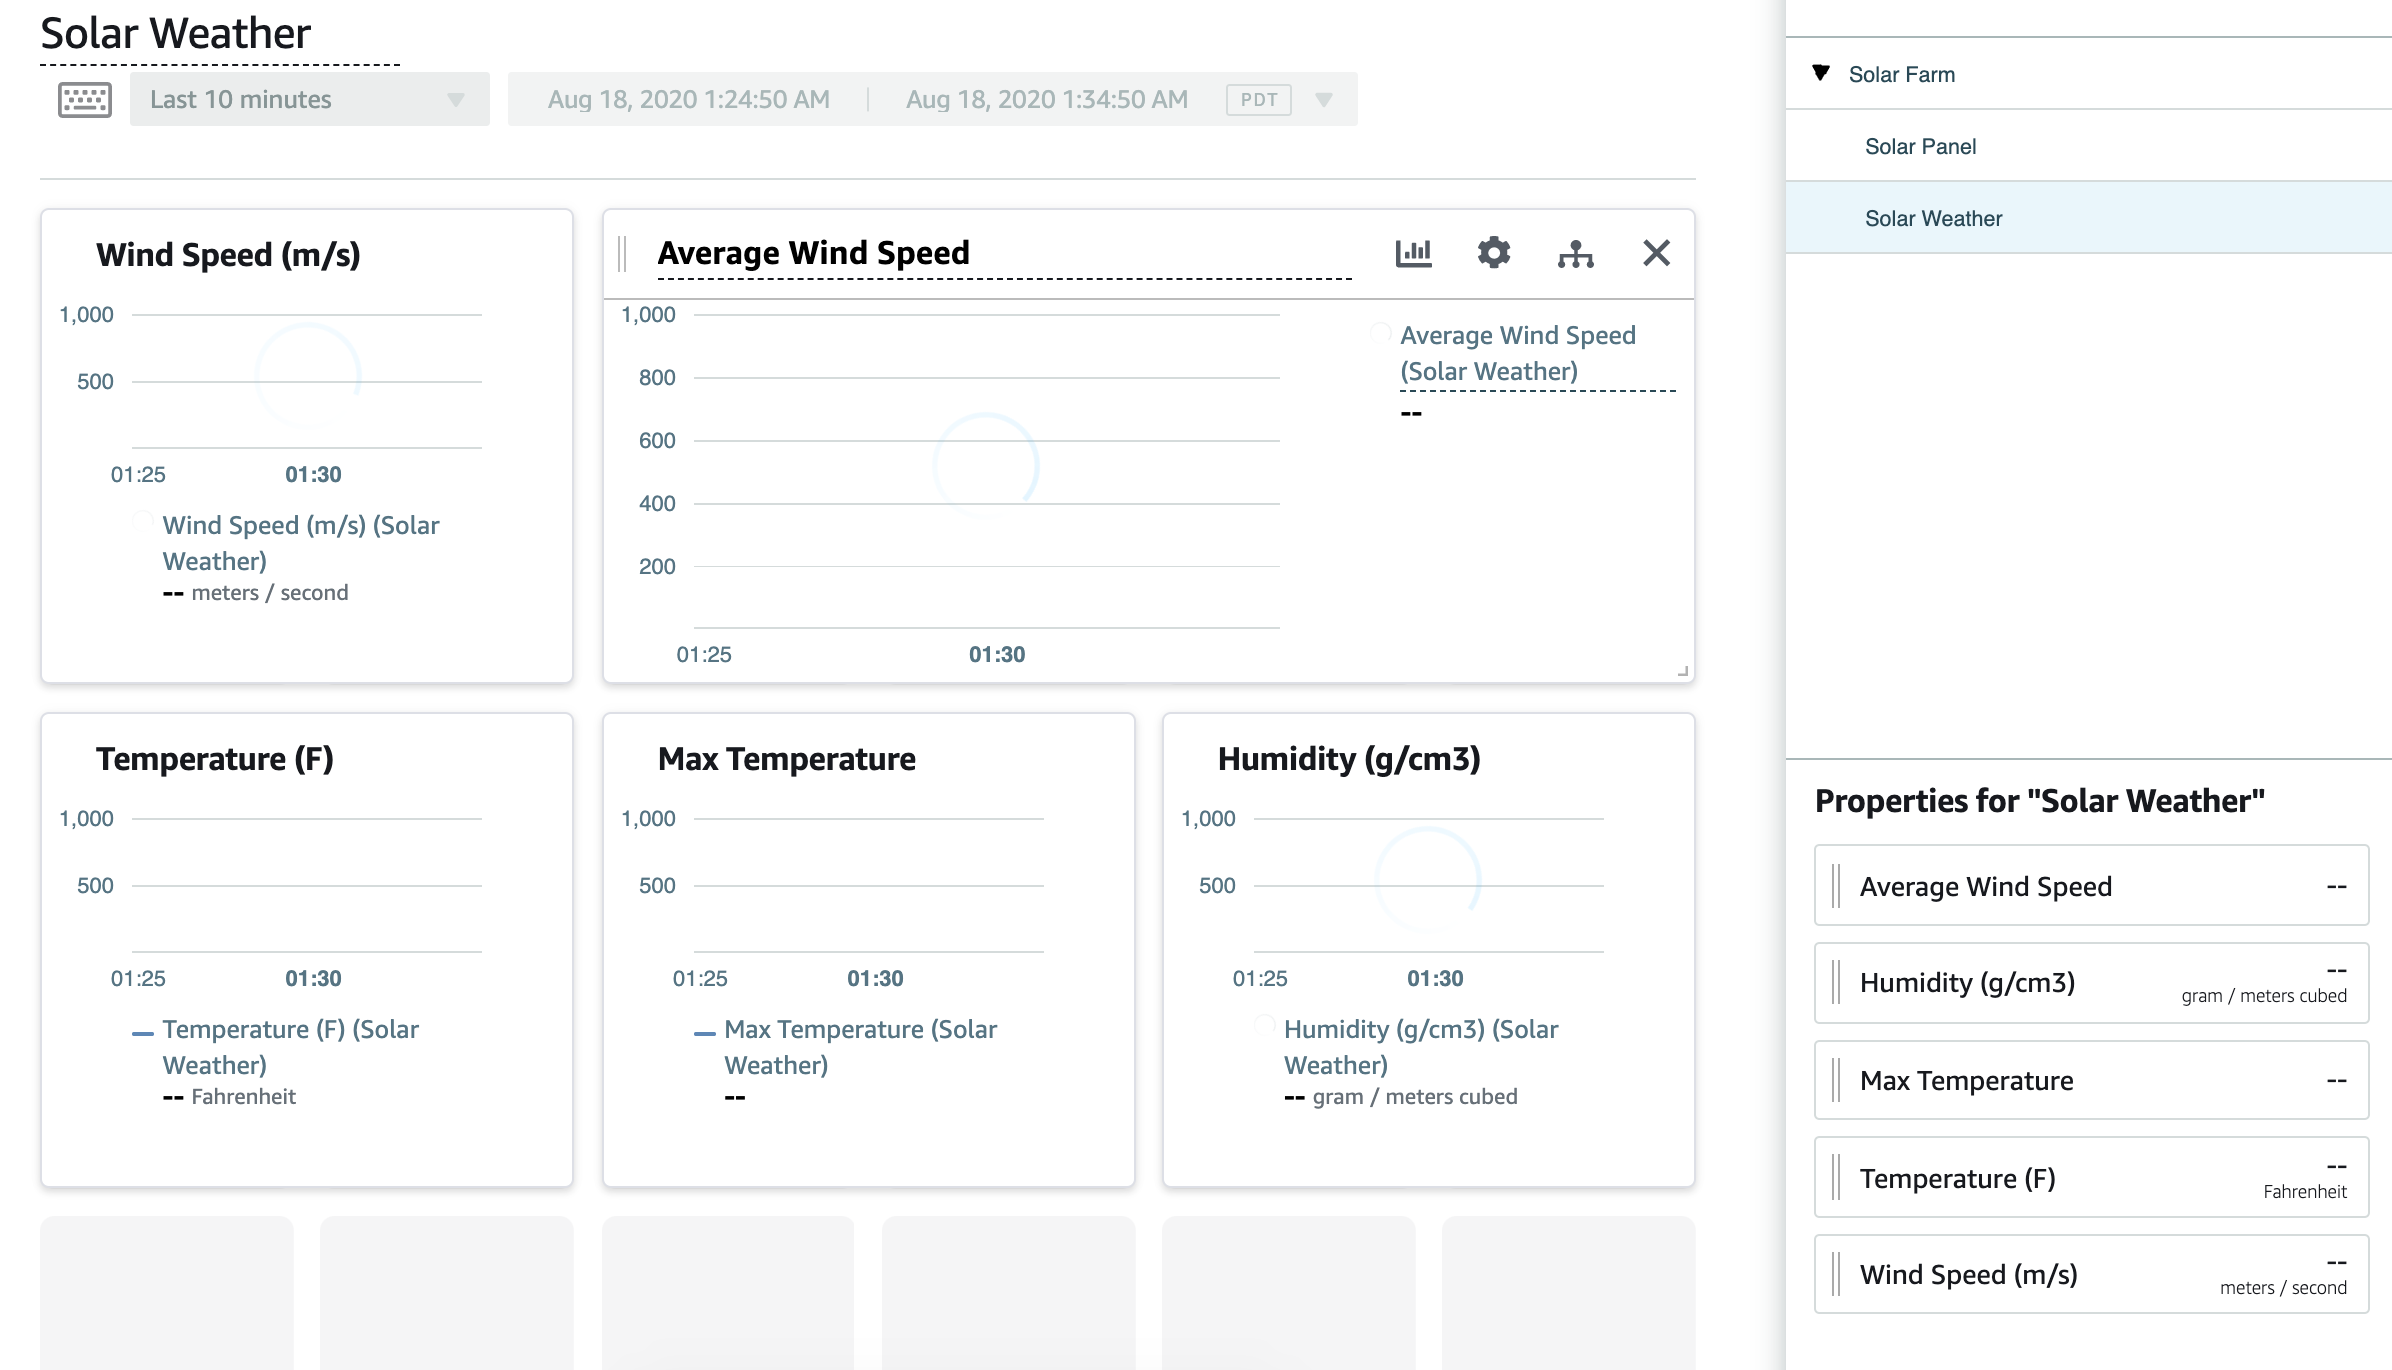 Solar Weather
Last 10 minutes
Aug 18, 2020 1:24:50 AM
Aug 18, 2020 1:34:50 AM
PDT
Wind Speed (m/s)
1,000
500
01:25
01:30
Wind Speed (m/s) (Solar
Weather)
-- meters / second
Average Wind Speed
1,000
800
600
400
200
01:25
01:30
Average Wind Speed
(Solar Weather)
--
Temperature (F)
1,000
500
01:25
01:30
Temperature (F) (Solar
Weather)
-- Fahrenheit
Max Temperature
1,000
500
01:25
01:30
Max Temperature (Solar
Weather)
--
Humidity (g/cm3)
1,000
500
01:25
01:30
Humidity (g/cm3) (Solar
Weather)
-- gram / meters cubed
Solar Farm
Solar Panel
Solar Weather
Properties for "Solar Weather"
Average Wind Speed
--
Humidity (g/cm3)
--
gram / meters cubed
Max Temperature
--
Temperature (F)
--
Fahrenheit
Wind Speed (m/s)
--
meters / second